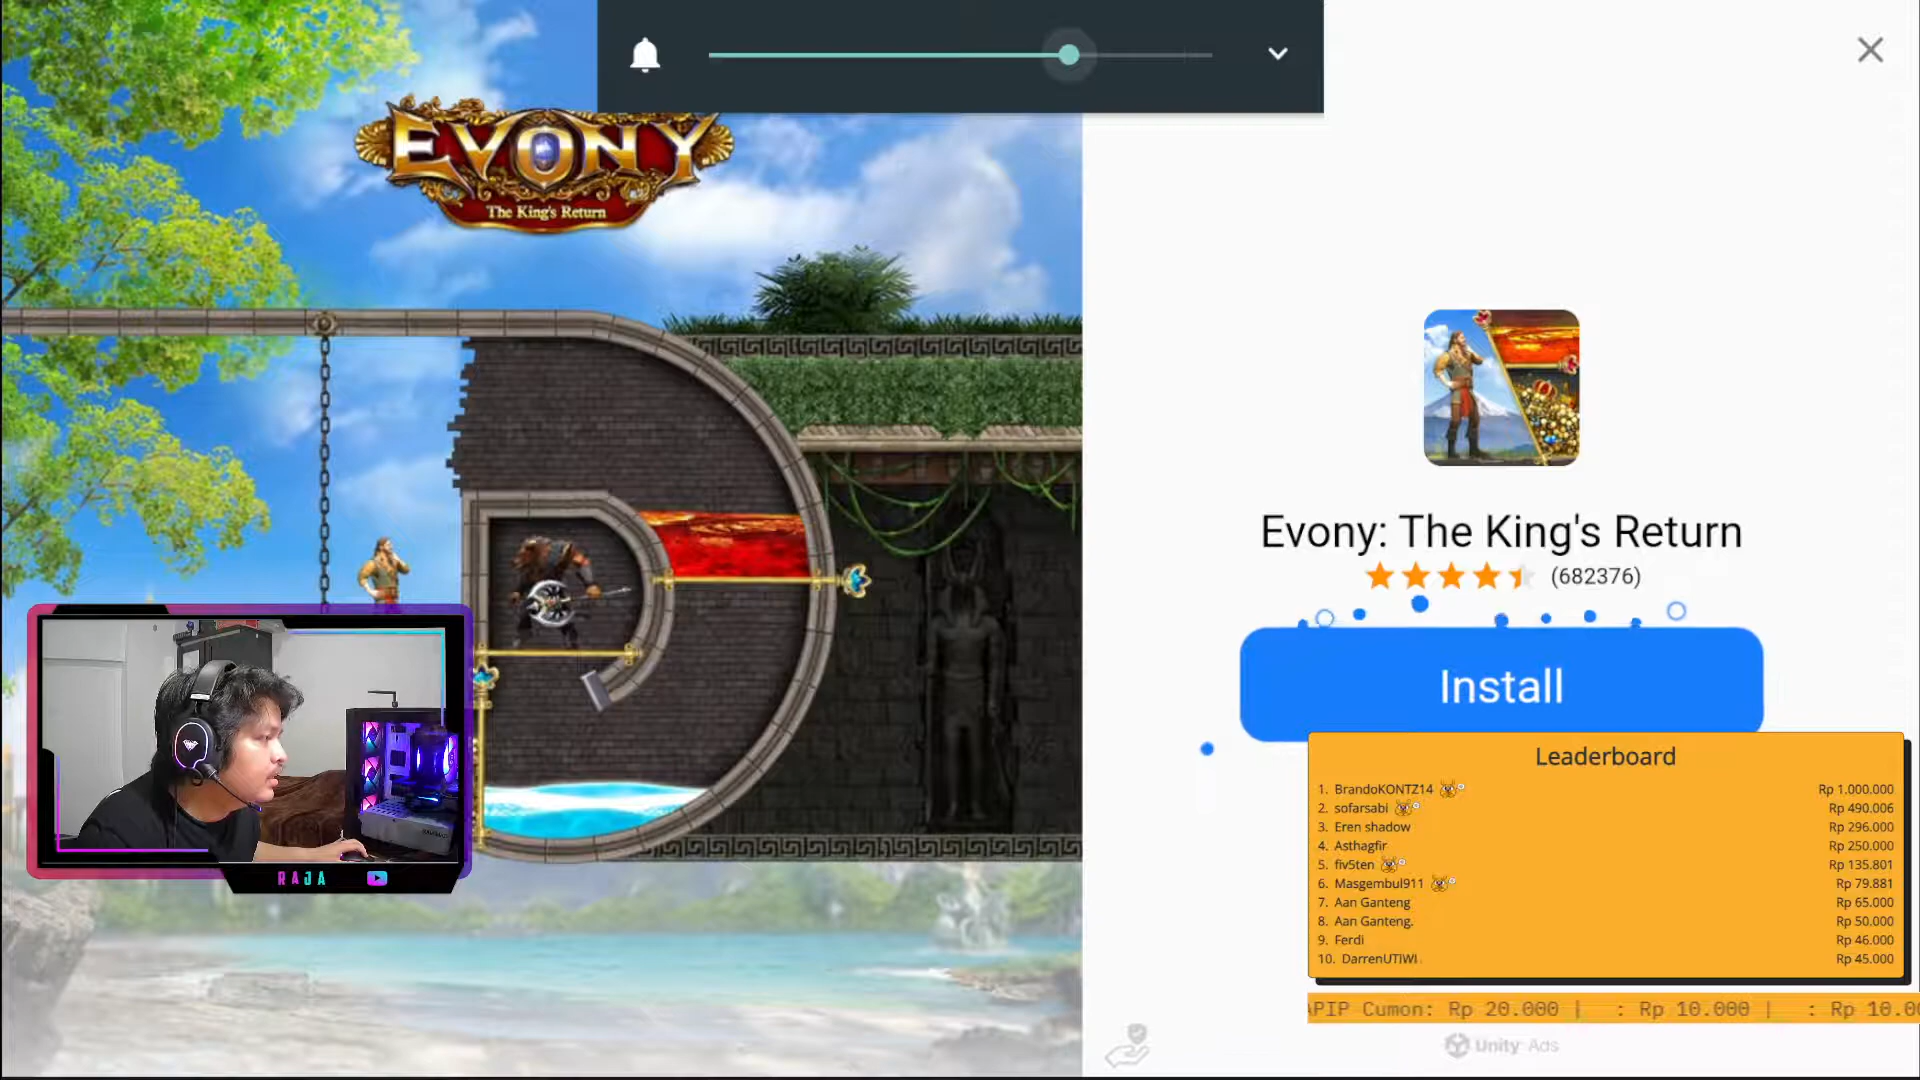 EVONY
The King's Return
Evony: The King's Return
(682376)
Install
Leaderboard
1. BrandoKONTZ14 Rp 1.000.000
2. sofarsabi Rp 490.006
3. Eren shadow Rp 296.000
4. Asthagfir Rp 250.000
5. fiv5ten Rp 135.801
6. Masgembul911 Rp 79.881
7. Aan Ganteng Rp 65.000
8. Aan Ganteng. Rp 50.000
9. Ferdi Rp 46.000
10. DarrenUTIWI Rp 45.000
PIP Cumon: Rp 20.000 | : Rp 10.000 | : Rp 10.0
Unity Ads
RAJA